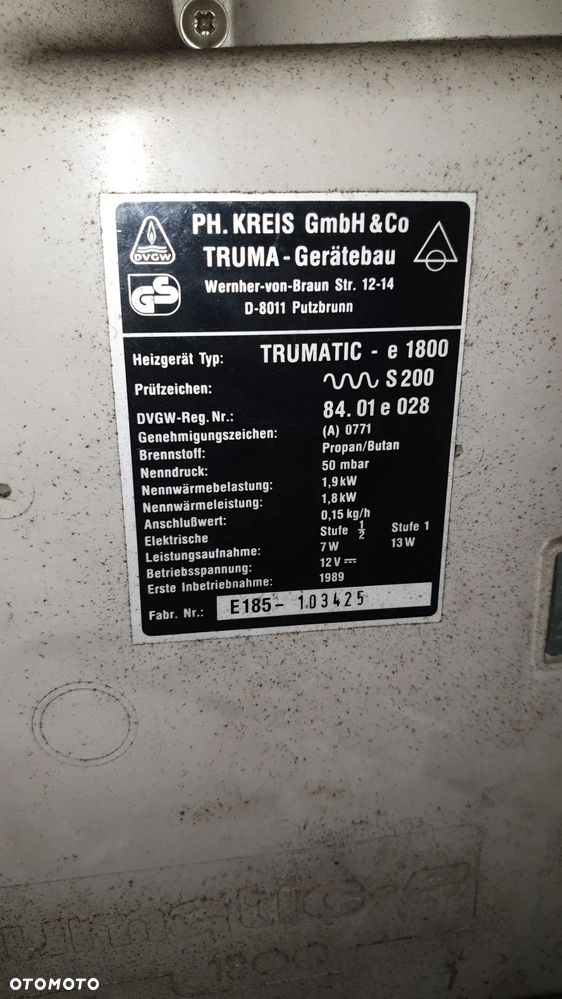 PH. KREIS GmbH & Co
TRUMA - Gerätebau
Wernher-von-Braun Str. 12-14
D-8011 Putzbrunn
DVGW
GS
Heizgerät Typ: TRUMATIC - e 1800
Prüfzeichen: S 200
DVGW-Reg. Nr.: 84. 01 e 028
Genehmigungszeichen: (A) 0771
Brennstoff: Propan/Butan
Nenndruck: 50 mbar
Nennwärmebelastung: 1,9 kW
Nennwärmeleistung: 1,8 kW
Anschlußwert: 0,15 kg/h
Elektrische Stufe 1/2 Stufe 1
Leistungsaufnahme: 7 W 13 W
Betriebsspannung: 12 V
Erste Inbetriebnahme: 1989
Fabr. Nr.: E185- 103425
1800
OTOMOTO